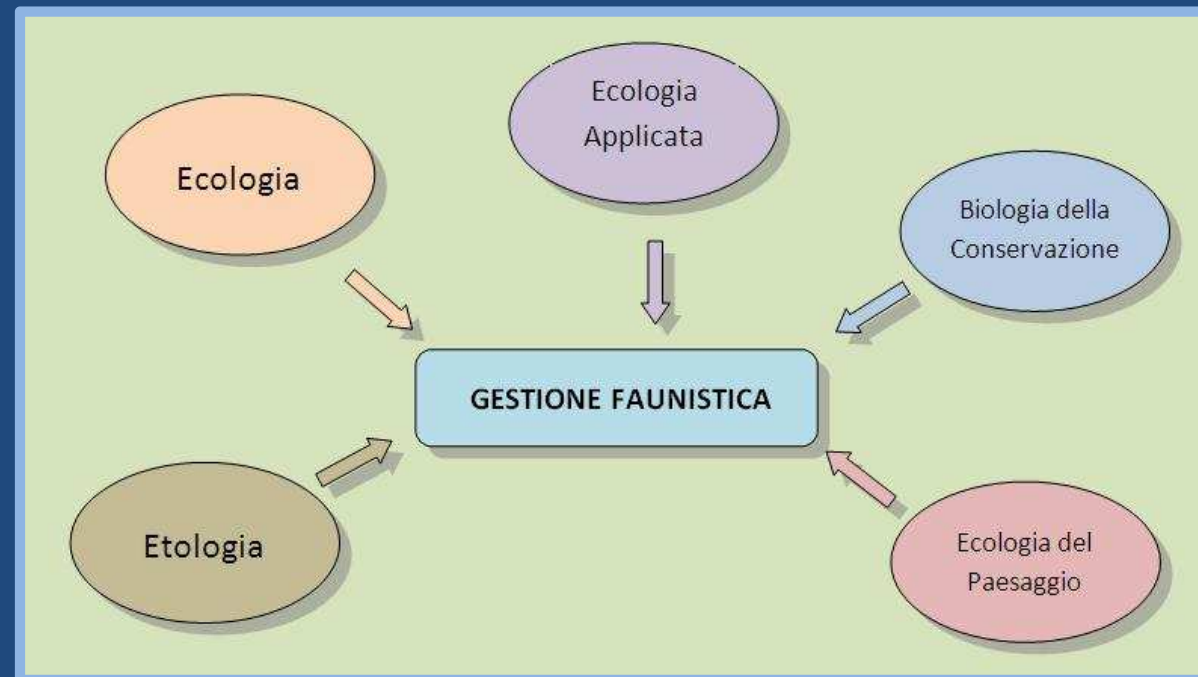 Ecologia
Applicata
Ecologia
Biologia della
Conservazione
GESTIONE FAUNISTICA
Etologia
Ecologia del
Paesaggio